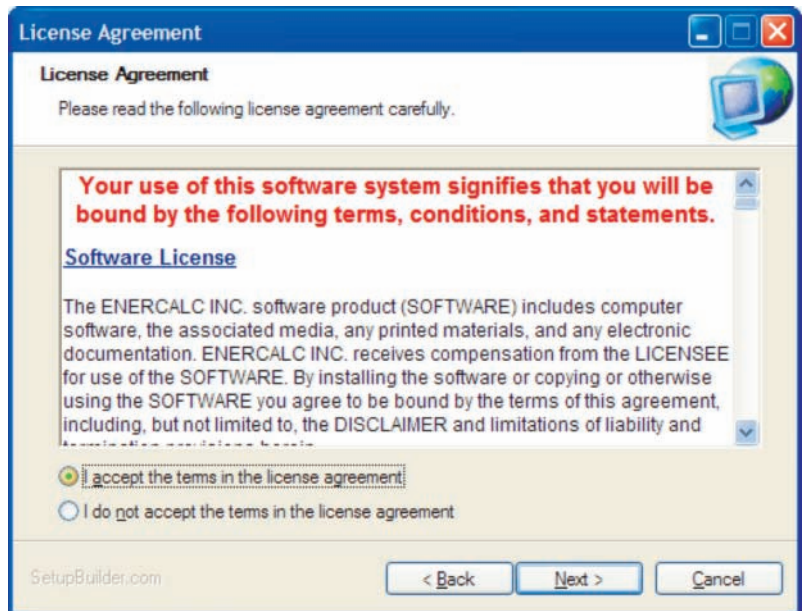 License Agreement
License Agreement
Please read the following license agreement carefully.
Your use of this software system signifies that you will be
bound by the following terms, conditions, and statements.
Software License
The ENERCALC INC. software product (SOFTWARE) includes computer
software, the associated media, any printed materials, and any electronic
documentation. ENERCALC INC. receives compensation from the LICENSEE
for use of the SOFTWARE. By installing the software or copying or otherwise
using the SOFTWARE you agree to be bound by the terms of this agreement,
including, but not limited to, the DISCLAIMER and limitations of liability and
termination provisions herein
I accept the terms in the license agreement
I do not accept the terms in the license agreement
SetupBuilder.com
< Back
Next >
Cancel